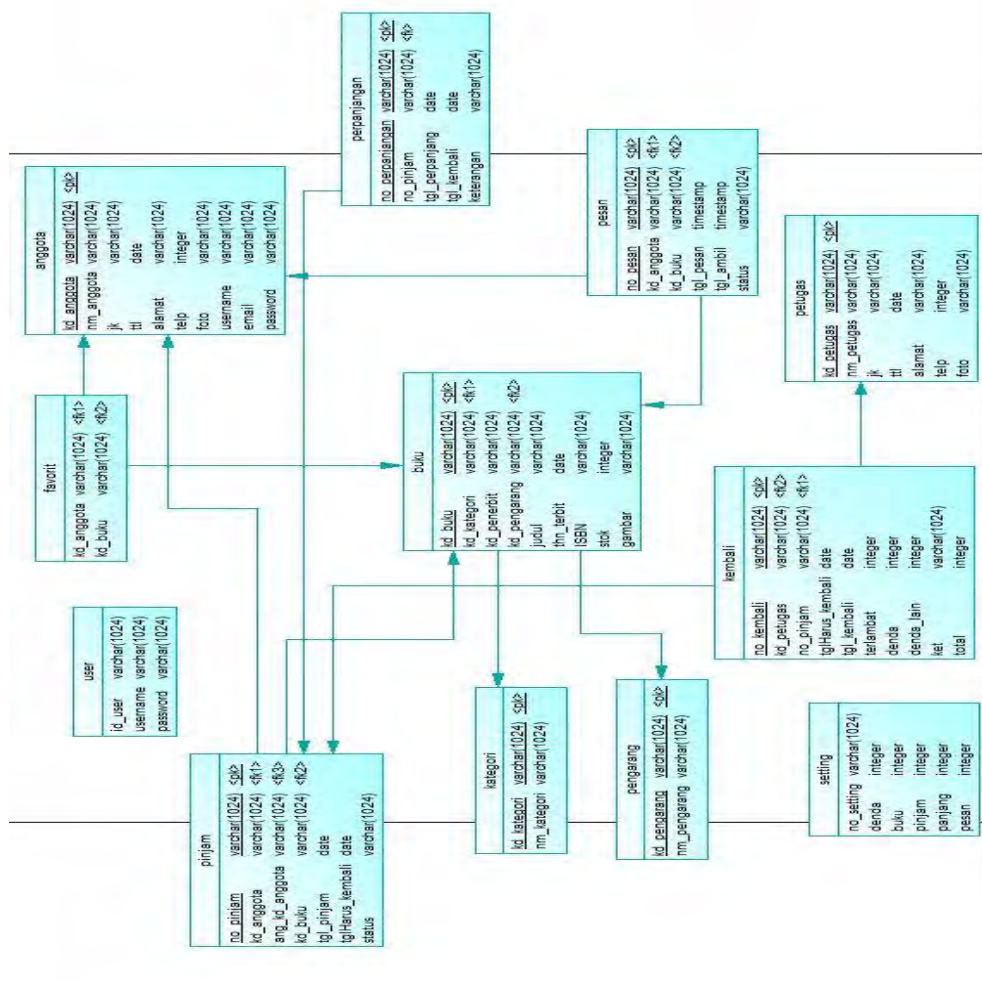 perpanjangan
no_perpanjangan varchar(1024) <pk>
no_pinjam varchar(1024) <fk>
tgl_perpanjang date
tgl_kembali date
keterangan varchar(1024)
anggota
kd_anggota varchar(1024) <pk>
nm_anggota varchar(1024)
jk varchar(1024)
ttl date
alamat varchar(1024)
telp integer
foto varchar(1024)
username varchar(1024)
email varchar(1024)
password varchar(1024)
pesan
no_pesan varchar(1024) <pk>
kd_anggota varchar(1024) <fk1>
kd_buku varchar(1024) <fk2>
tgl_pesan timestamp
tgl_ambil timestamp
status varchar(1024)
petugas
kd_petugas varchar(1024) <pk>
nm_petugas varchar(1024)
jk varchar(1024)
ttl date
alamat varchar(1024)
telp integer
foto varchar(1024)
favorit
kd_anggota varchar(1024) <fk1>
kd_buku varchar(1024) <fk2>
buku
kd_buku varchar(1024) <pk>
kd_kategori varchar(1024) <fk1>
kd_penerbit varchar(1024)
kd_pengarang varchar(1024) <fk2>
judul varchar(1024)
thn_terbit date
ISBN varchar(1024)
stok integer
gambar varchar(1024)
kembali
no_kembali varchar(1024) <pk>
kd_petugas varchar(1024) <fk2>
no_pinjam varchar(1024) <fk1>
tglHarus_kembali date
tgl_kembali date
terlambat integer
denda integer
denda_lain integer
ket varchar(1024)
total integer
user
id_user varchar(1024)
username varchar(1024)
password varchar(1024)
pinjam
no_pinjam varchar(1024) <pk>
kd_anggota varchar(1024) <fk1>
ang_kd_anggota varchar(1024) <fk3>
kd_buku varchar(1024) <fk2>
tgl_pinjam date
tglHarus_kembali date
status varchar(1024)
kategori
kd_kategori varchar(1024) <pk>
nm_kategori varchar(1024)
pengarang
kd_pengarang varchar(1024) <pk>
nm_pengarang varchar(1024)
setting
no_setting varchar(1024)
denda integer
buku integer
pinjam integer
panjang integer
pesan integer